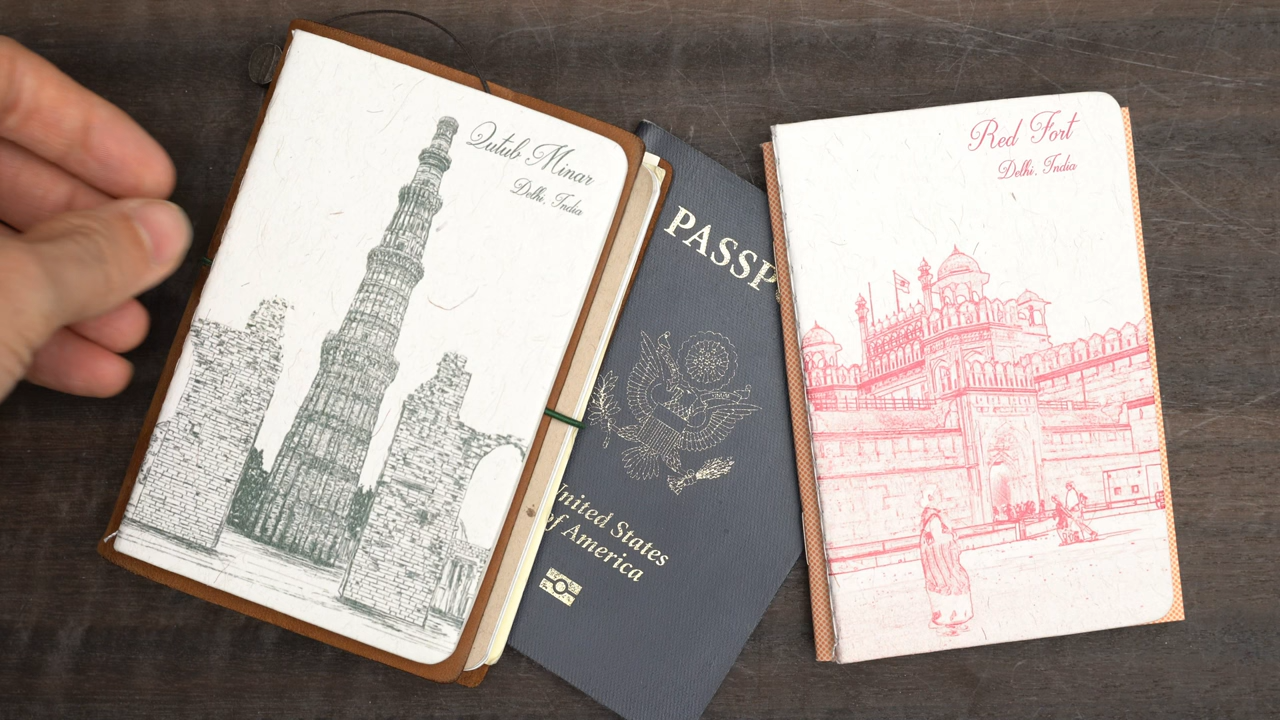 Qutub Minar
Delhi, India
PASSP
United States
of America
Red Fort
Delhi, India